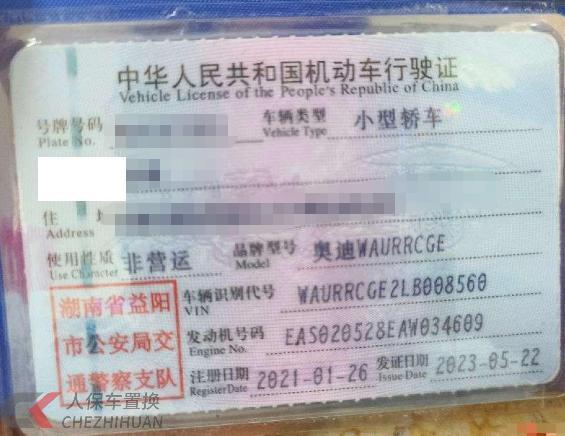 中华人民共和国机动车行驶证
Vehicle License of the People's Republic of China
号牌号码 车辆类型 小型轿车
Plate No. Vehicle Type
住
Address
使用性质 非营运 品牌型号 奥迪WAURRCGE
Use Character Model
湖南省益阳
市公安局交
通警察支队
车辆识别代号 WAURRCGE2LB008560
VIN
发动机号码 EAS020528EAW034609
Engine No.
注册日期 2021-01-26 发证日期 2023-05-22
Register Date Issue Date
人保车置换
CHEZHIHUAN